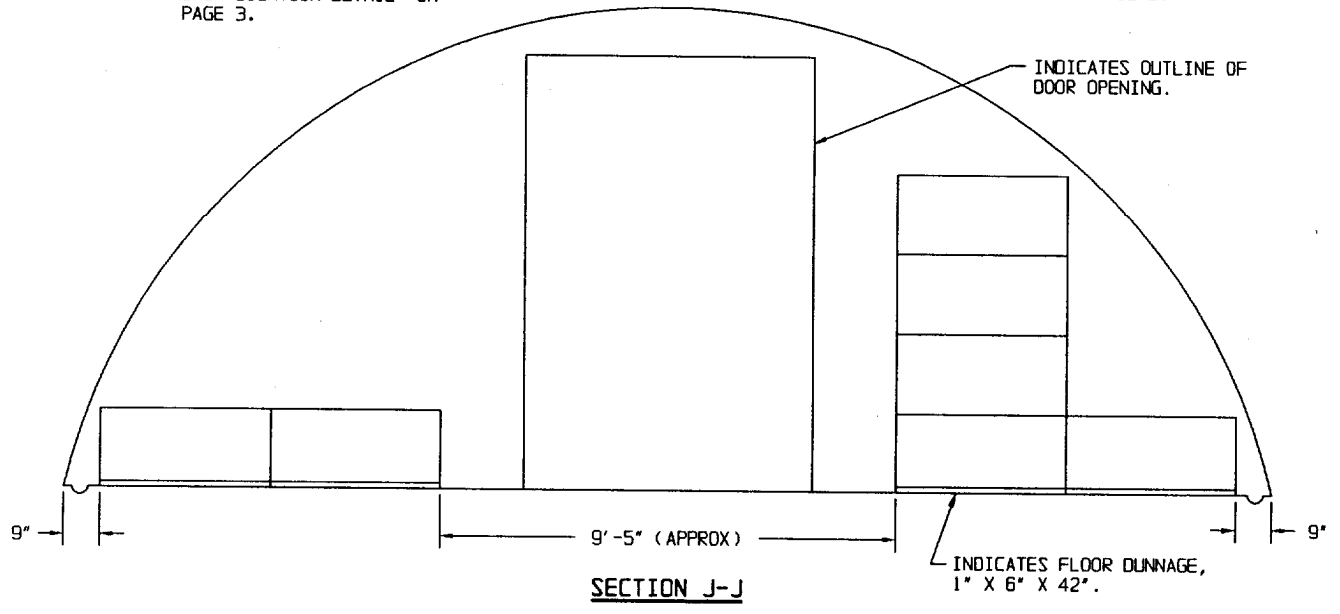 PAGE 3.
INDICATES OUTLINE OF
DOOR OPENING.
9"
9'-5" (APPROX)
9"
INDICATES FLOOR DUNNAGE,
1" X 6" X 42".
SECTION J-J